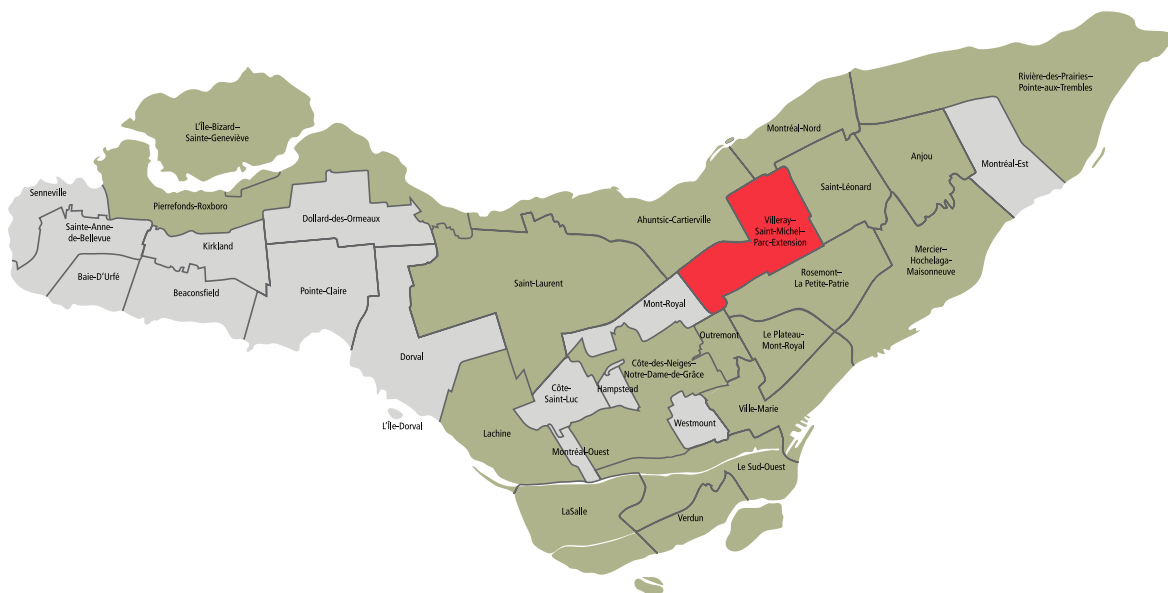 Rivière-des-Prairies–
Pointe-aux-Trembles
L'Île-Bizard–
Sainte-Geneviève
Montréal-Nord
Anjou
Montréal-Est
Saint-Léonard
Senneville
Pierrefonds-Roxboro
Dollard-des-Ormeaux
Ahuntsic-Cartierville
Villeray–
Saint-Michel–
Parc-Extension
Sainte-Anne-
de-Bellevue
Kirkland
Mercier–
Hochelaga-
Maisonneuve
Baie-D'Urfé
Beaconsfield
Pointe-Claire
Saint-Laurent
Rosemont–
La Petite-Patrie
Mont-Royal
Outremont
Le Plateau-
Mont-Royal
Dorval
Côte-des-Neiges–
Notre-Dame-de-Grâce
Côte-
Saint-Luc
Hampstead
Ville-Marie
L'Île-Dorval
Westmount
Lachine
Montréal-Ouest
Le Sud-Ouest
LaSalle
Verdun